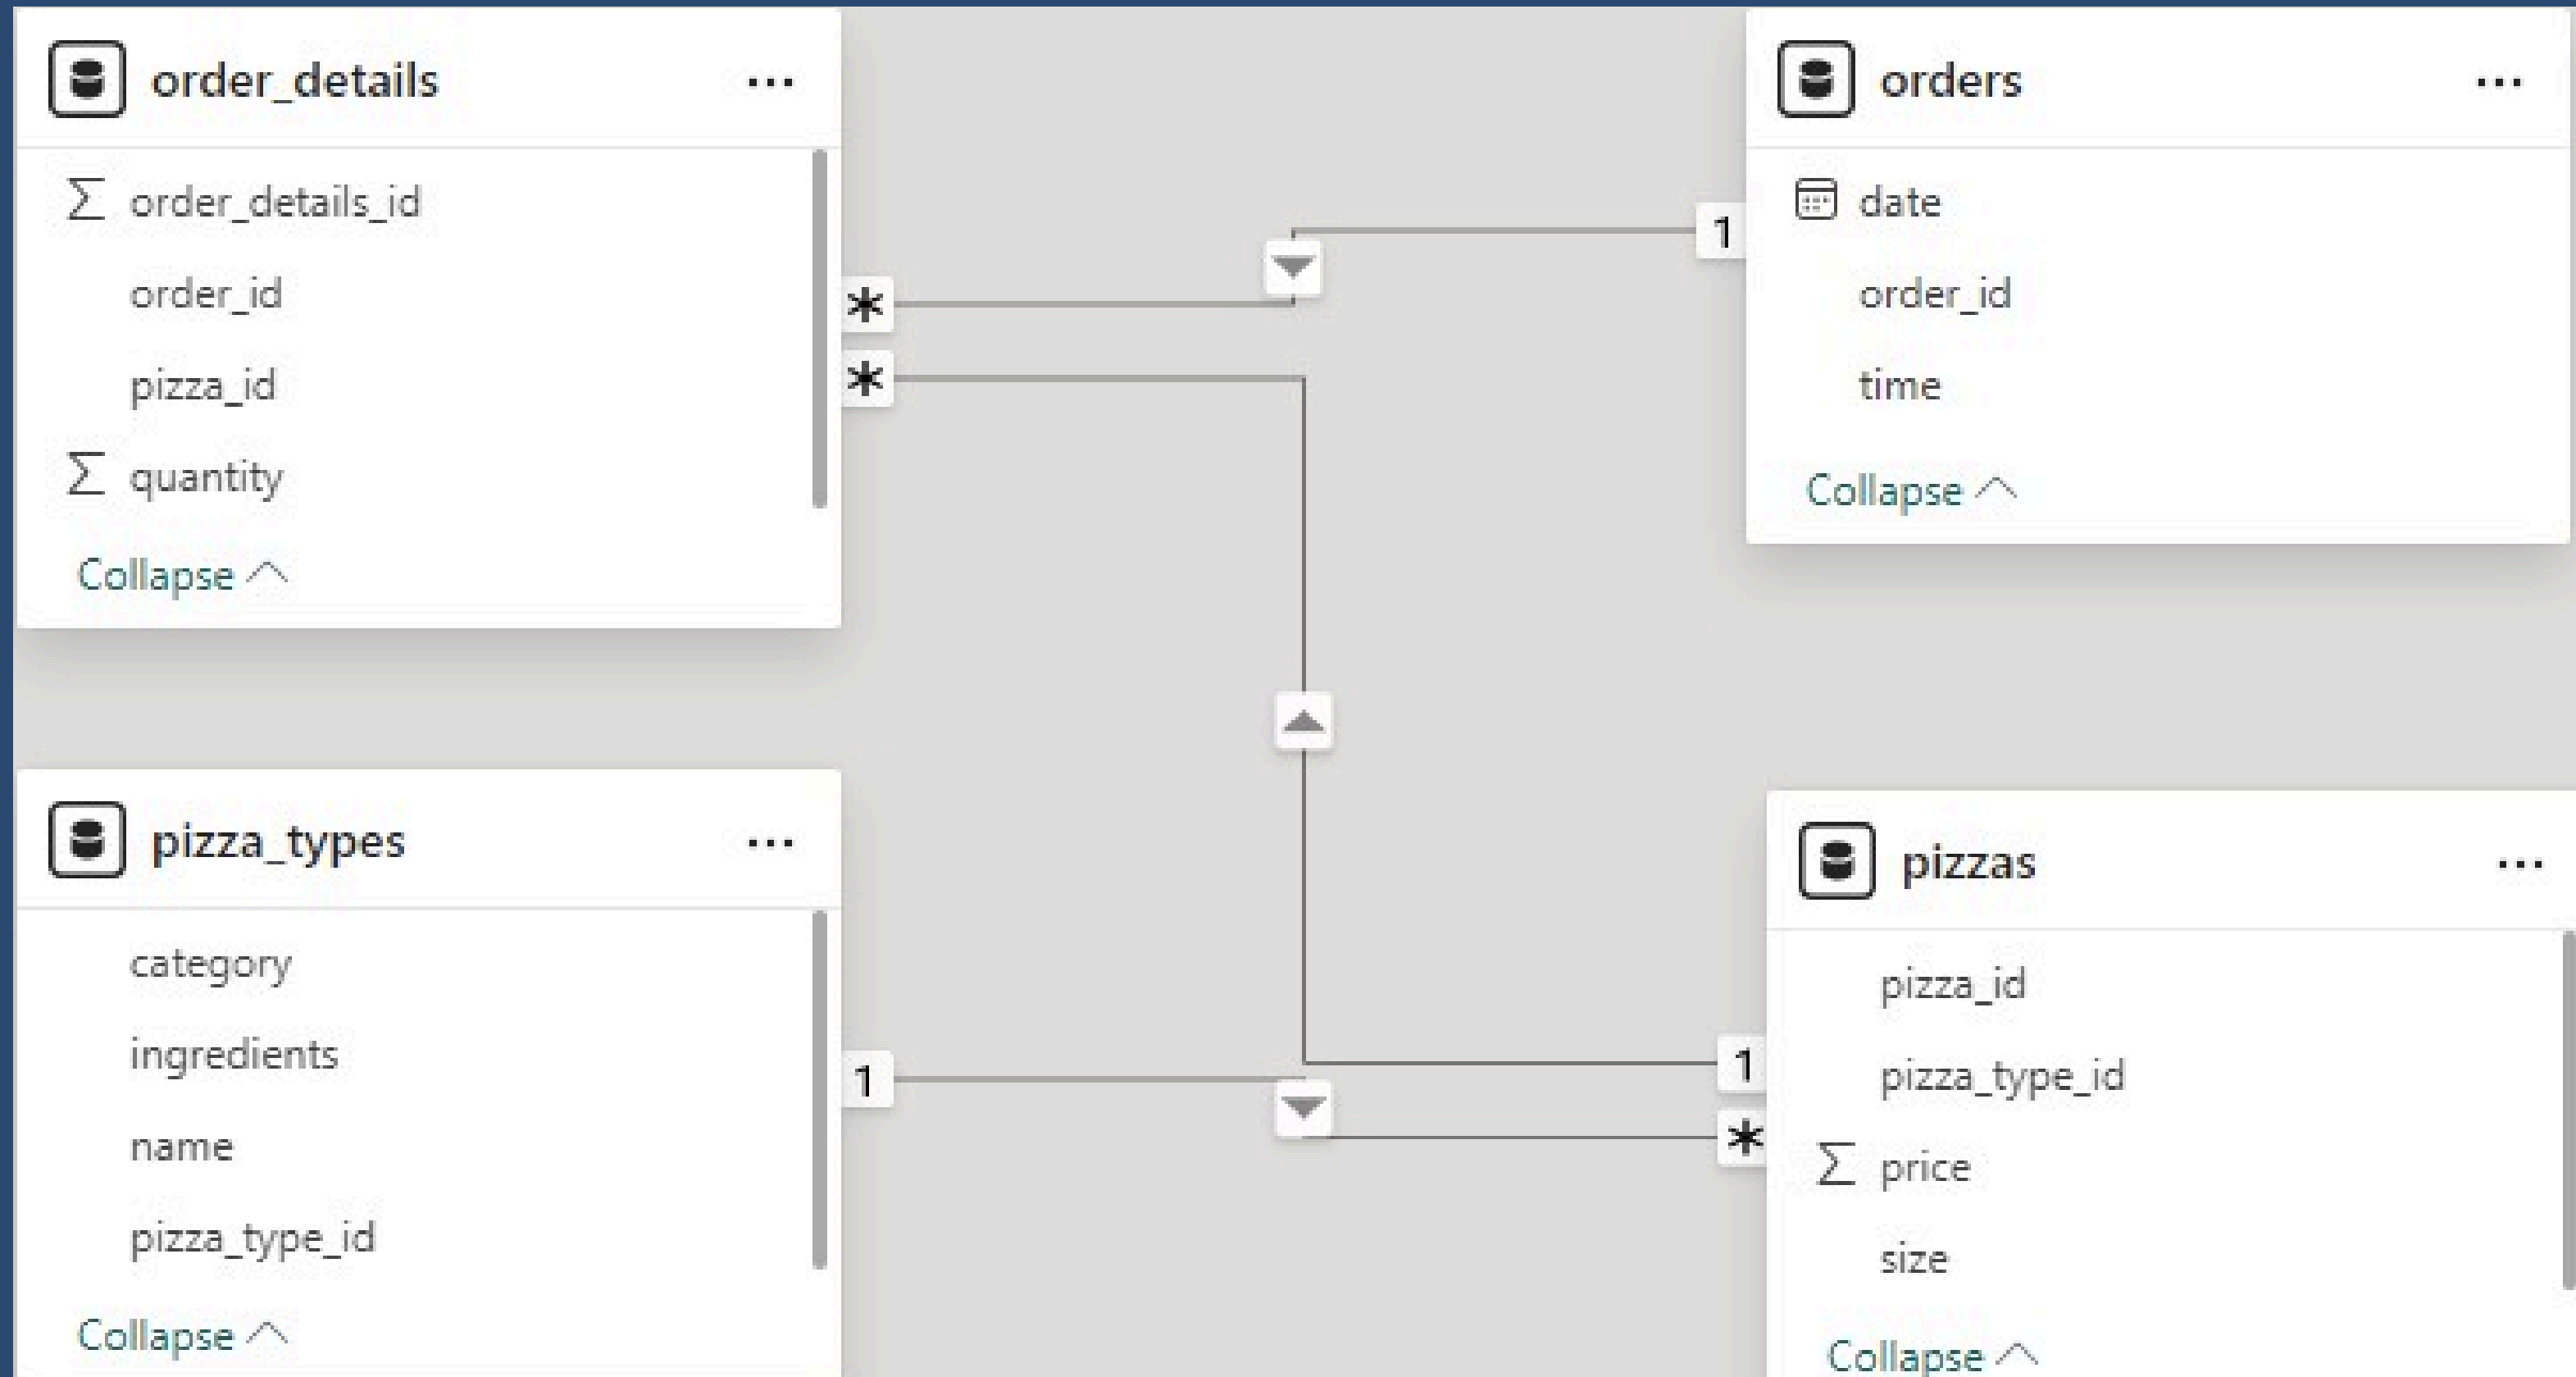 order_details ...
order_details_id
order_id
pizza_id
quantity
Collapse
orders ...
date
order_id
time
Collapse
*
1
*
1
pizza_types ...
category
ingredients
name
pizza_type_id
Collapse
1
*
pizzas ...
pizza_id
pizza_type_id
price
size
Collapse